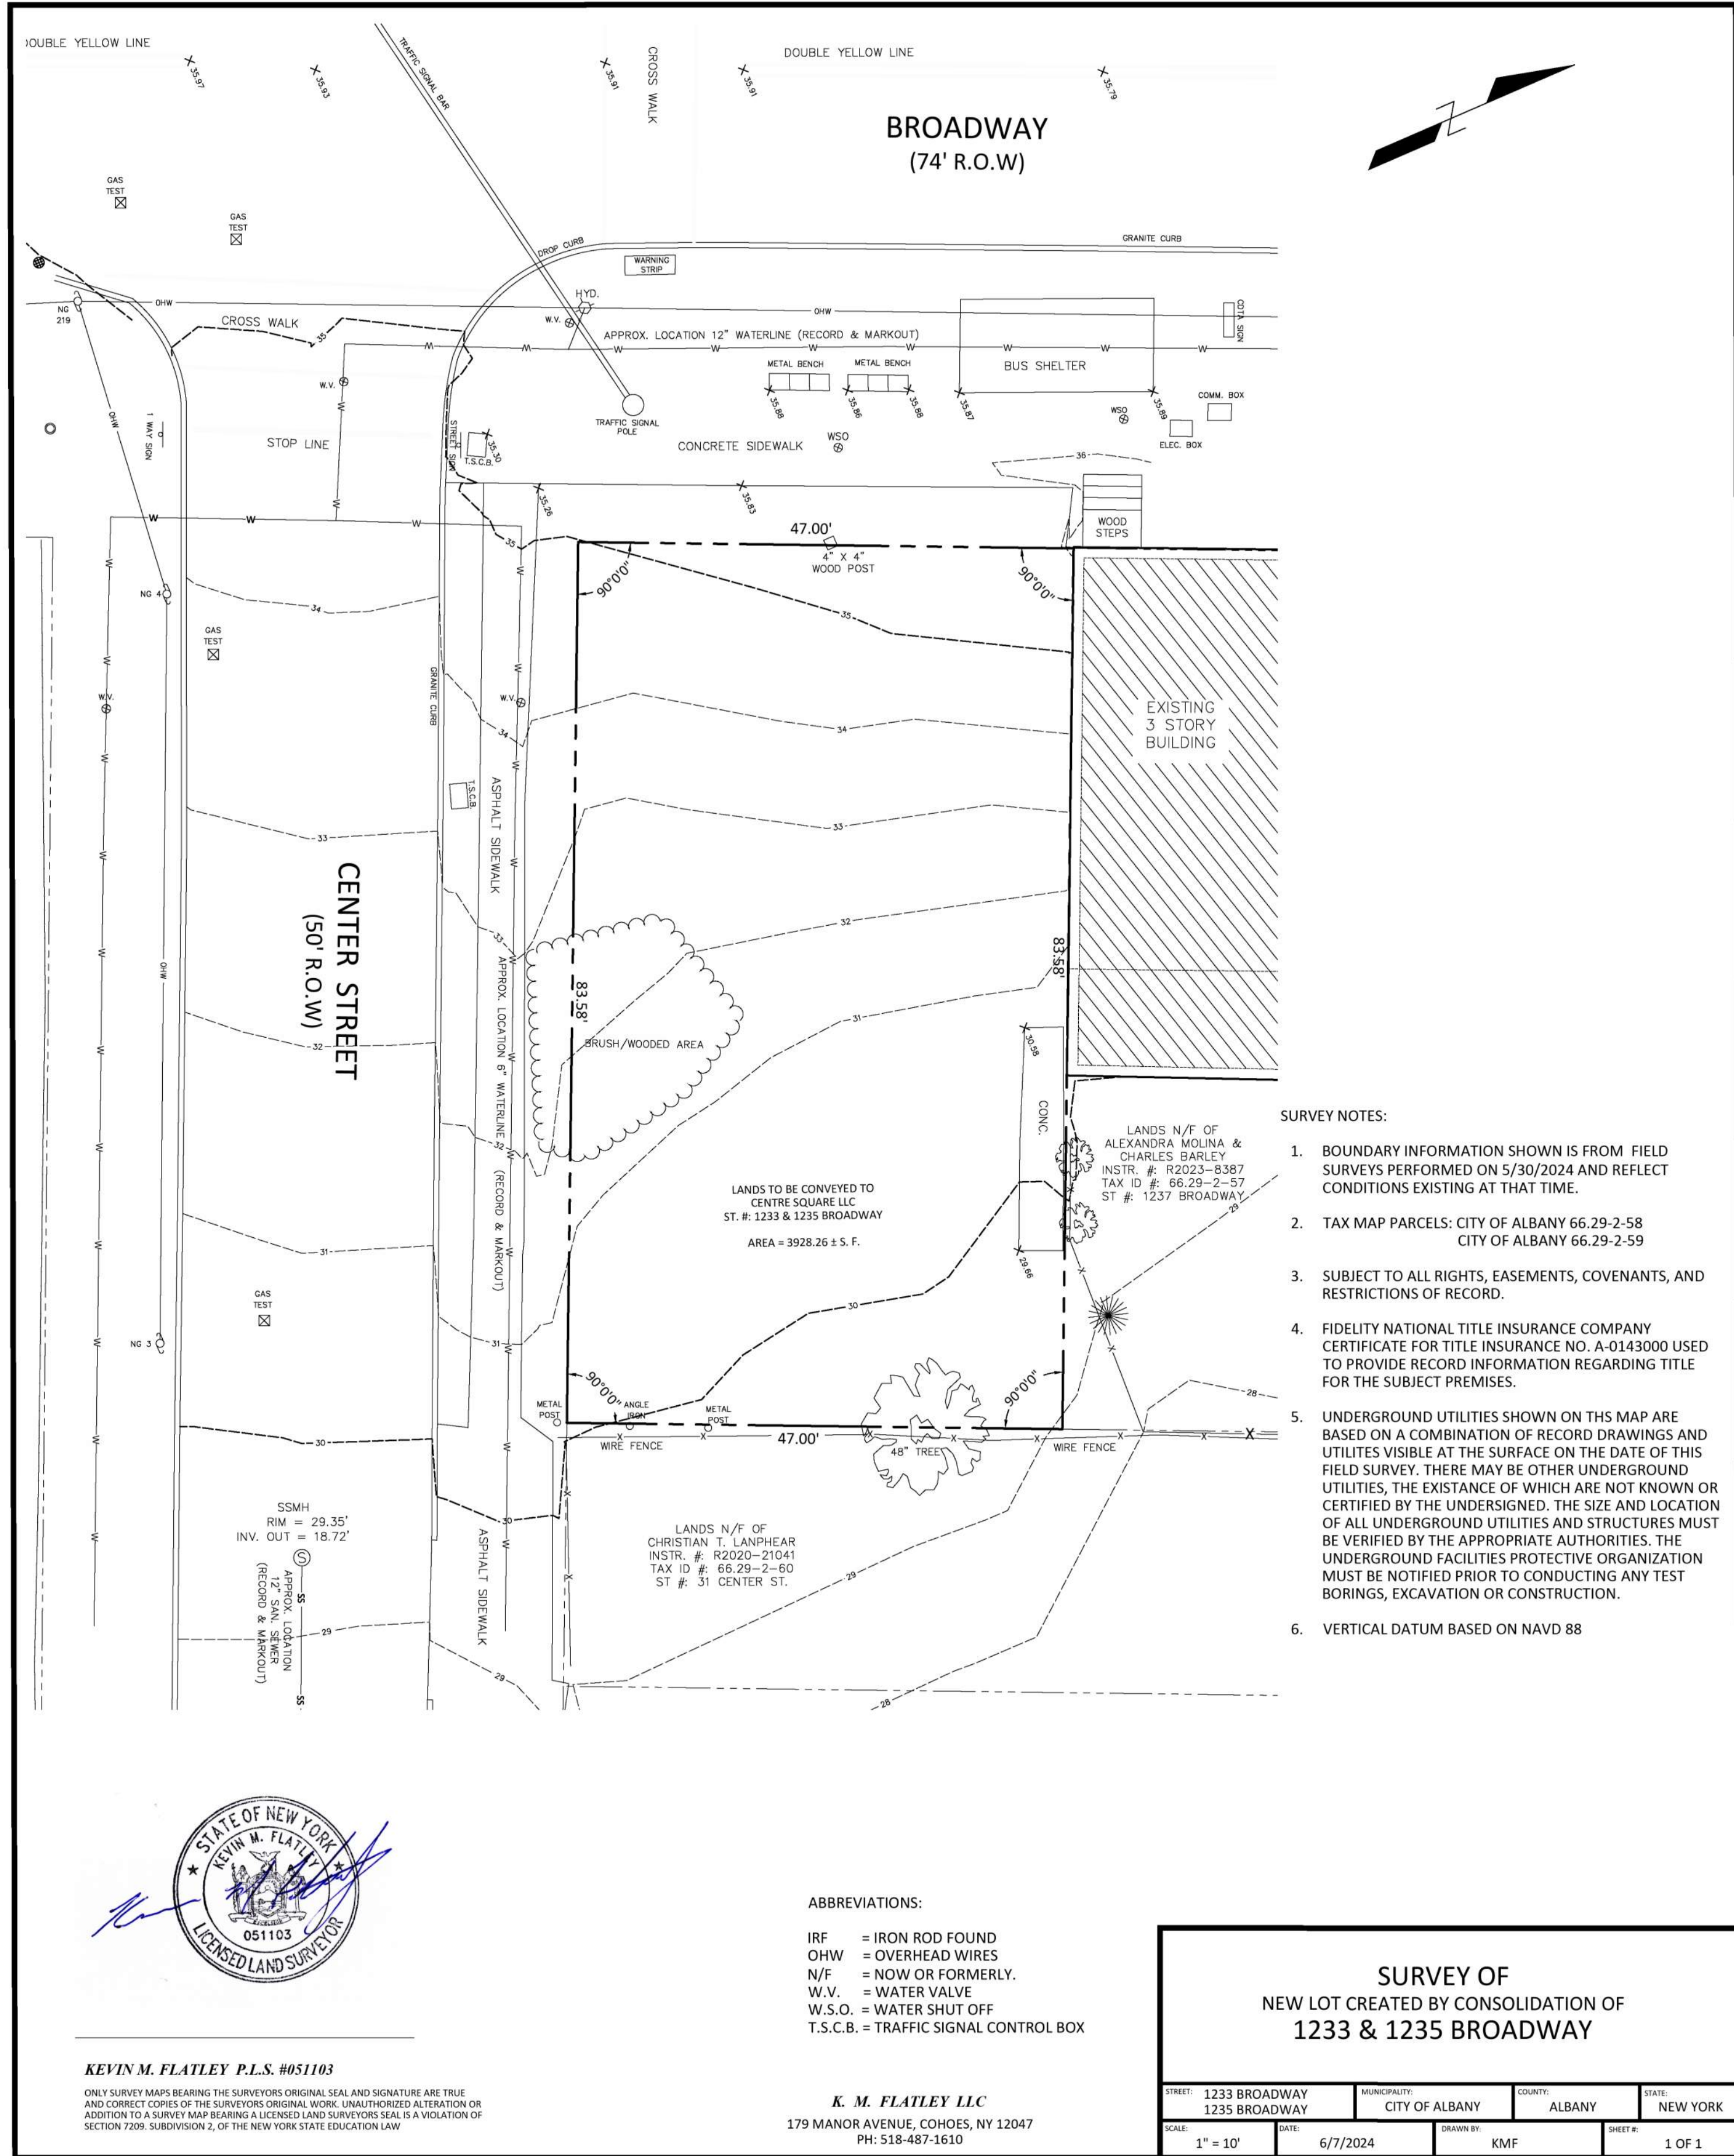 DOUBLE YELLOW LINE
35.97
35.93
TRAFFIC SIGNAL BAR
35.91
CROSS WALK
35.91
DOUBLE YELLOW LINE
35.79
BROADWAY
(74' R.O.W)
GAS
TEST
GAS
TEST
DROP CURB
WARNING
STRIP
GRANITE CURB
NG
219
OHW
CROSS WALK
35
HYD.
W.V.
OHW
CDTA SIGN
APPROX. LOCATION 12" WATERLINE (RECORD & MARKOUT)
W
W
W
W
W
W
W
W
W
METAL BENCH
METAL BENCH
BUS SHELTER
W.V.
35.88
35.86
35.88
35.87
35.89
COMM. BOX
WSO
ELEC. BOX
OHW
1 WAY SIGN
STOP LINE
STREET SIGN
T.S.C.B.
35.30
TRAFFIC SIGNAL
POLE
CONCRETE SIDEWALK
WSO
36
35.26
35.83
WOOD
STEPS
47.00'
4" X 4"
WOOD POST
35
90°0'0"
90°0'0"
NG 4
34
35
GAS
TEST
GRANITE CURB
W.V.
W.V.
34
34
EXISTING
3 STORY
BUILDING
T.S.C.B.
ASPHALT SIDEWALK
33
33
CENTER STREET
(50' R.O.W)
33
32
83.58'
83.58'
OHW
APPROX. LOCATION 6" WATERLINE
(RECORD & MARKOUT)
31
32
BRUSH/WOODED AREA
30.58
CONC.
32
LANDS N/F OF
ALEXANDRA MOLINA &
CHARLES BARLEY
INSTR. #: R2023-8387
TAX ID #: 66.29-2-57
ST #: 1237 BROADWAY
29
LANDS TO BE CONVEYED TO
CENTRE SQUARE LLC
ST. #: 1233 & 1235 BROADWAY
AREA = 3928.26 ± S. F.
31
29.66
GAS
TEST
30
NG 3
31
90°0'0"
90°0'0"
28
METAL
POST
ANGLE
IRON
METAL
POST
WIRE FENCE
47.00'
48" TREE
WIRE FENCE
30
30
SSMH
RIM = 29.35'
INV. OUT = 18.72'
SS
SS
APPROX. LOCATION
12" SAN. SEWER
(RECORD & MARKOUT)
ASPHALT SIDEWALK
LANDS N/F OF
CHRISTIAN T. LANPHEAR
INSTR. #: R2020-21041
TAX ID #: 66.29-2-60
ST #: 31 CENTER ST.
29
29
29
28
SURVEY NOTES:
1. BOUNDARY INFORMATION SHOWN IS FROM FIELD
SURVEYS PERFORMED ON 5/30/2024 AND REFLECT
CONDITIONS EXISTING AT THAT TIME.
2. TAX MAP PARCELS: CITY OF ALBANY 66.29-2-58
CITY OF ALBANY 66.29-2-59
3. SUBJECT TO ALL RIGHTS, EASEMENTS, COVENANTS, AND
RESTRICTIONS OF RECORD.
4. FIDELITY NATIONAL TITLE INSURANCE COMPANY
CERTIFICATE FOR TITLE INSURANCE NO. A-0143000 USED
TO PROVIDE RECORD INFORMATION REGARDING TITLE
FOR THE SUBJECT PREMISES.
5. UNDERGROUND UTILITIES SHOWN ON THS MAP ARE
BASED ON A COMBINATION OF RECORD DRAWINGS AND
UTILITES VISIBLE AT THE SURFACE ON THE DATE OF THIS
FIELD SURVEY. THERE MAY BE OTHER UNDERGROUND
UTILITIES, THE EXISTANCE OF WHICH ARE NOT KNOWN OR
CERTIFIED BY THE UNDERSIGNED. THE SIZE AND LOCATION
OF ALL UNDERGROUND UTILITIES AND STRUCTURES MUST
BE VERIFIED BY THE APPROPRIATE AUTHORITIES. THE
UNDERGROUND FACILITIES PROTECTIVE ORGANIZATION
MUST BE NOTIFIED PRIOR TO CONDUCTING ANY TEST
BORINGS, EXCAVATION OR CONSTRUCTION.
6. VERTICAL DATUM BASED ON NAVD 88
STATE OF NEW YORK
KEVIN M. FLATLEY
EXCELSIOR
051103
LICENSED LAND SURVEYOR
KEVIN M. FLATLEY P.L.S. #051103
ONLY SURVEY MAPS BEARING THE SURVEYORS ORIGINAL SEAL AND SIGNATURE ARE TRUE
AND CORRECT COPIES OF THE SURVEYORS ORIGINAL WORK. UNAUTHORIZED ALTERATION OR
ADDITION TO A SURVEY MAP BEARING A LICENSED LAND SURVEYORS SEAL IS A VIOLATION OF
SECTION 7209. SUBDIVISION 2, OF THE NEW YORK STATE EDUCATION LAW
ABBREVIATIONS:
IRF = IRON ROD FOUND
OHW = OVERHEAD WIRES
N/F = NOW OR FORMERLY.
W.V. = WATER VALVE
W.S.O. = WATER SHUT OFF
T.S.C.B. = TRAFFIC SIGNAL CONTROL BOX
K. M. FLATLEY LLC
179 MANOR AVENUE, COHOES, NY 12047
PH: 518-487-1610
SURVEY OF
NEW LOT CREATED BY CONSOLIDATION OF
1233 & 1235 BROADWAY
STREET: 1233 BROADWAY
1235 BROADWAY
MUNICIPALITY:
CITY OF ALBANY
COUNTY:
ALBANY
STATE:
NEW YORK
SCALE:
1" = 10'
DATE:
6/7/2024
DRAWN BY:
KMF
SHEET #:
1 OF 1